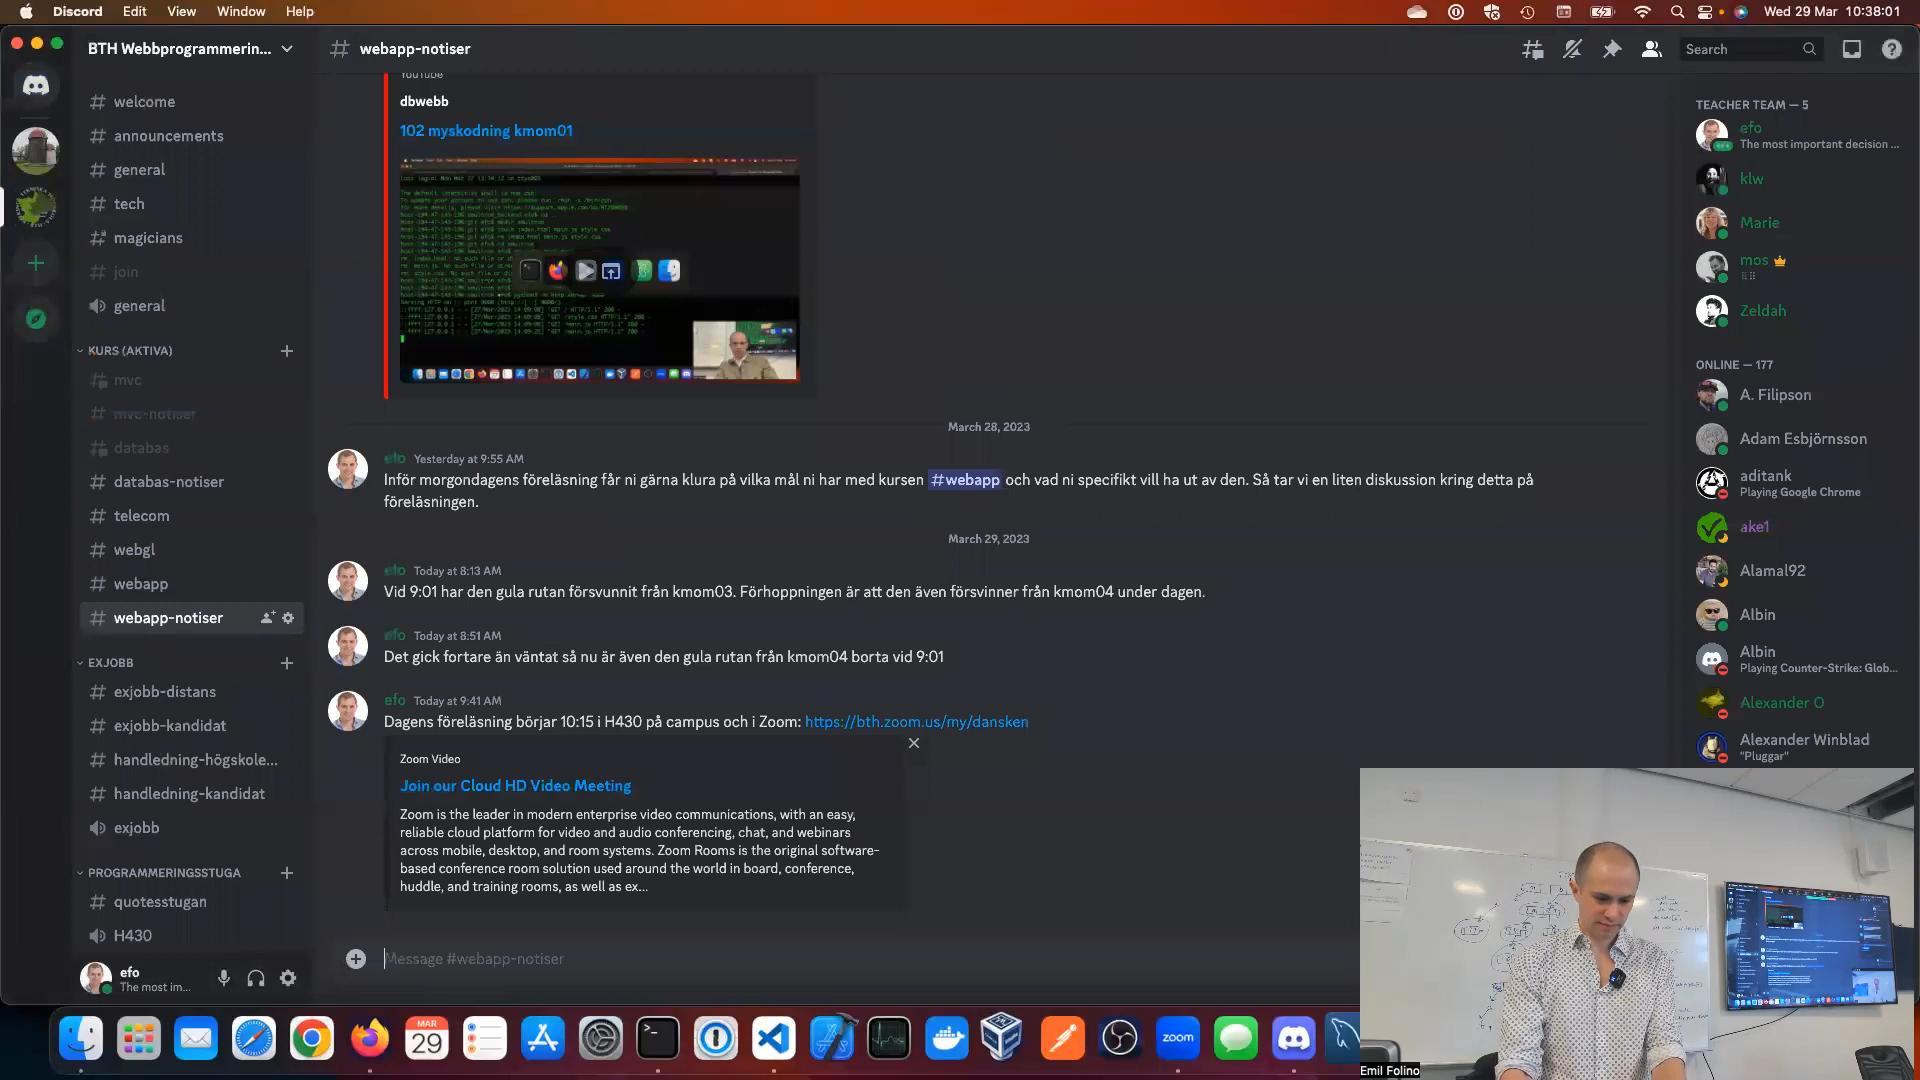 Discord Edit View Window Help
Wed 29 Mar 10:38:01
BTH Webbprogrammerin...
webapp-notiser
Search
welcome
announcements
general
tech
magicians
join
general
KURS (AKTIVA)
mvc
mvc-notiser
databas
databas-notiser
telecom
webgl
webapp
webapp-notiser
EXJOBB
exjobb-distans
exjobb-kandidat
handledning-högskole...
handledning-kandidat
exjobb
PROGRAMMERINGSSTUGA
quotesstugan
H430
efo
The most im...
YouTube
dbwebb
102 myskodning kmom01
March 28, 2023
efo Yesterday at 9:55 AM
Inför morgondagens föreläsning får ni gärna klura på vilka mål ni har med kursen #webapp och vad ni specifikt vill ha ut av den. Så tar vi en liten diskussion kring detta på
föreläsningen.
March 29, 2023
efo Today at 8:13 AM
Vid 9:01 har den gula rutan försvunnit från kmom03. Förhoppningen är att den även försvinner från kmom04 under dagen.
efo Today at 8:51 AM
Det gick fortare än väntat så nu är även den gula rutan från kmom04 borta vid 9:01
efo Today at 9:41 AM
Dagens föreläsning börjar 10:15 i H430 på campus och i Zoom: https://bth.zoom.us/my/dansken
Zoom Video
Join our Cloud HD Video Meeting
Zoom is the leader in modern enterprise video communications, with an easy,
reliable cloud platform for video and audio conferencing, chat, and webinars
across mobile, desktop, and room systems. Zoom Rooms is the original software-
based conference room solution used around the world in board, conference,
huddle, and training rooms, as well as ex...
Message #webapp-notiser
TEACHER TEAM — 5
efo
The most important decision ...
klw
Marie
mos
Zeldah
ONLINE — 177
A. Filipson
Adam Esbjörnsson
aditank
Playing Google Chrome
ake1
Alamal92
Albin
Albin
Playing Counter-Strike: Glob...
Alexander O
Alexander Winblad
"Pluggar"
MAR
29
zoom
Emil Folino